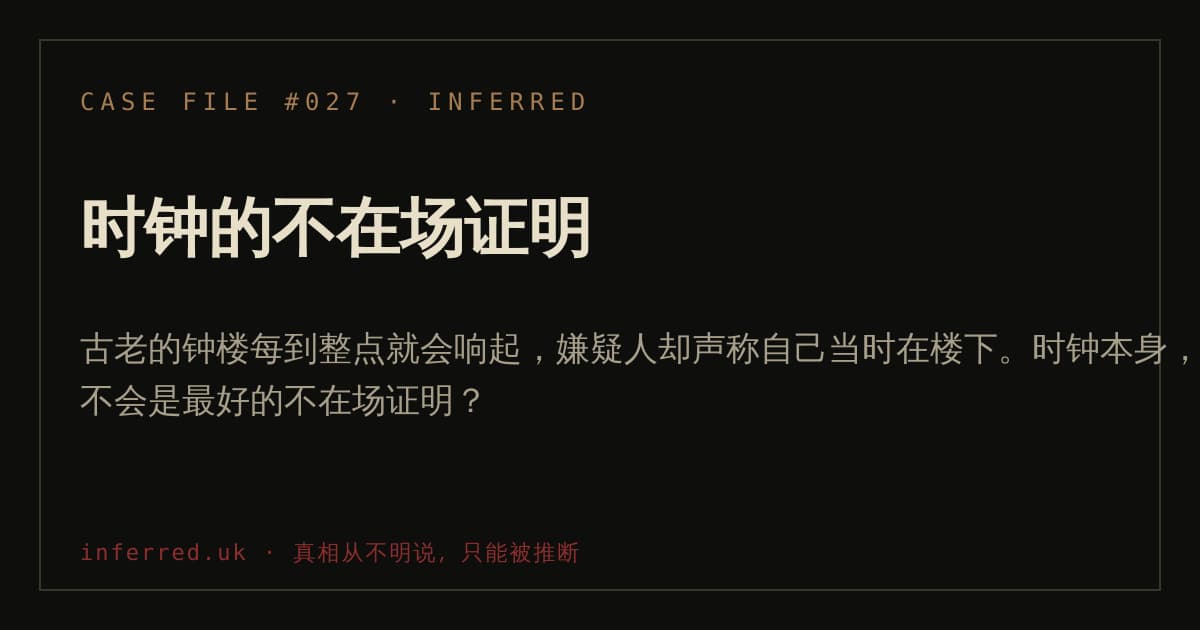 CASE FILE #027 · INFERRED
时钟的不在场证明
古老的钟楼每到整点就会响起，嫌疑人却声称自己当时在楼下。时钟本身，
不会是最好的不在场证明？
inferred.uk · 真相从不明说，只能被推断